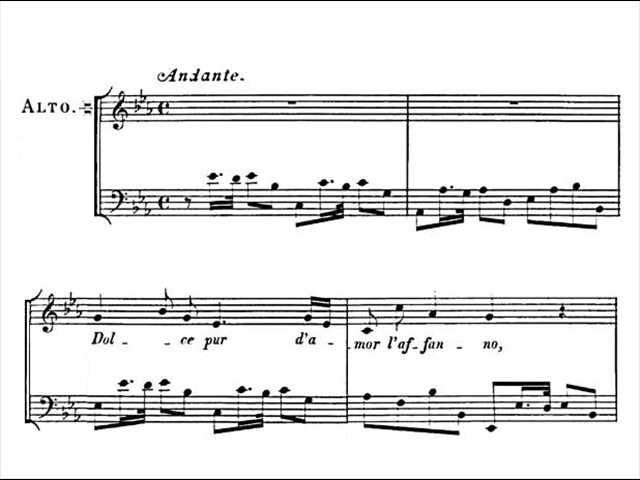 Andante.
ALTO.
Dol - - ce pur d'a - mor l'af - fan - no,